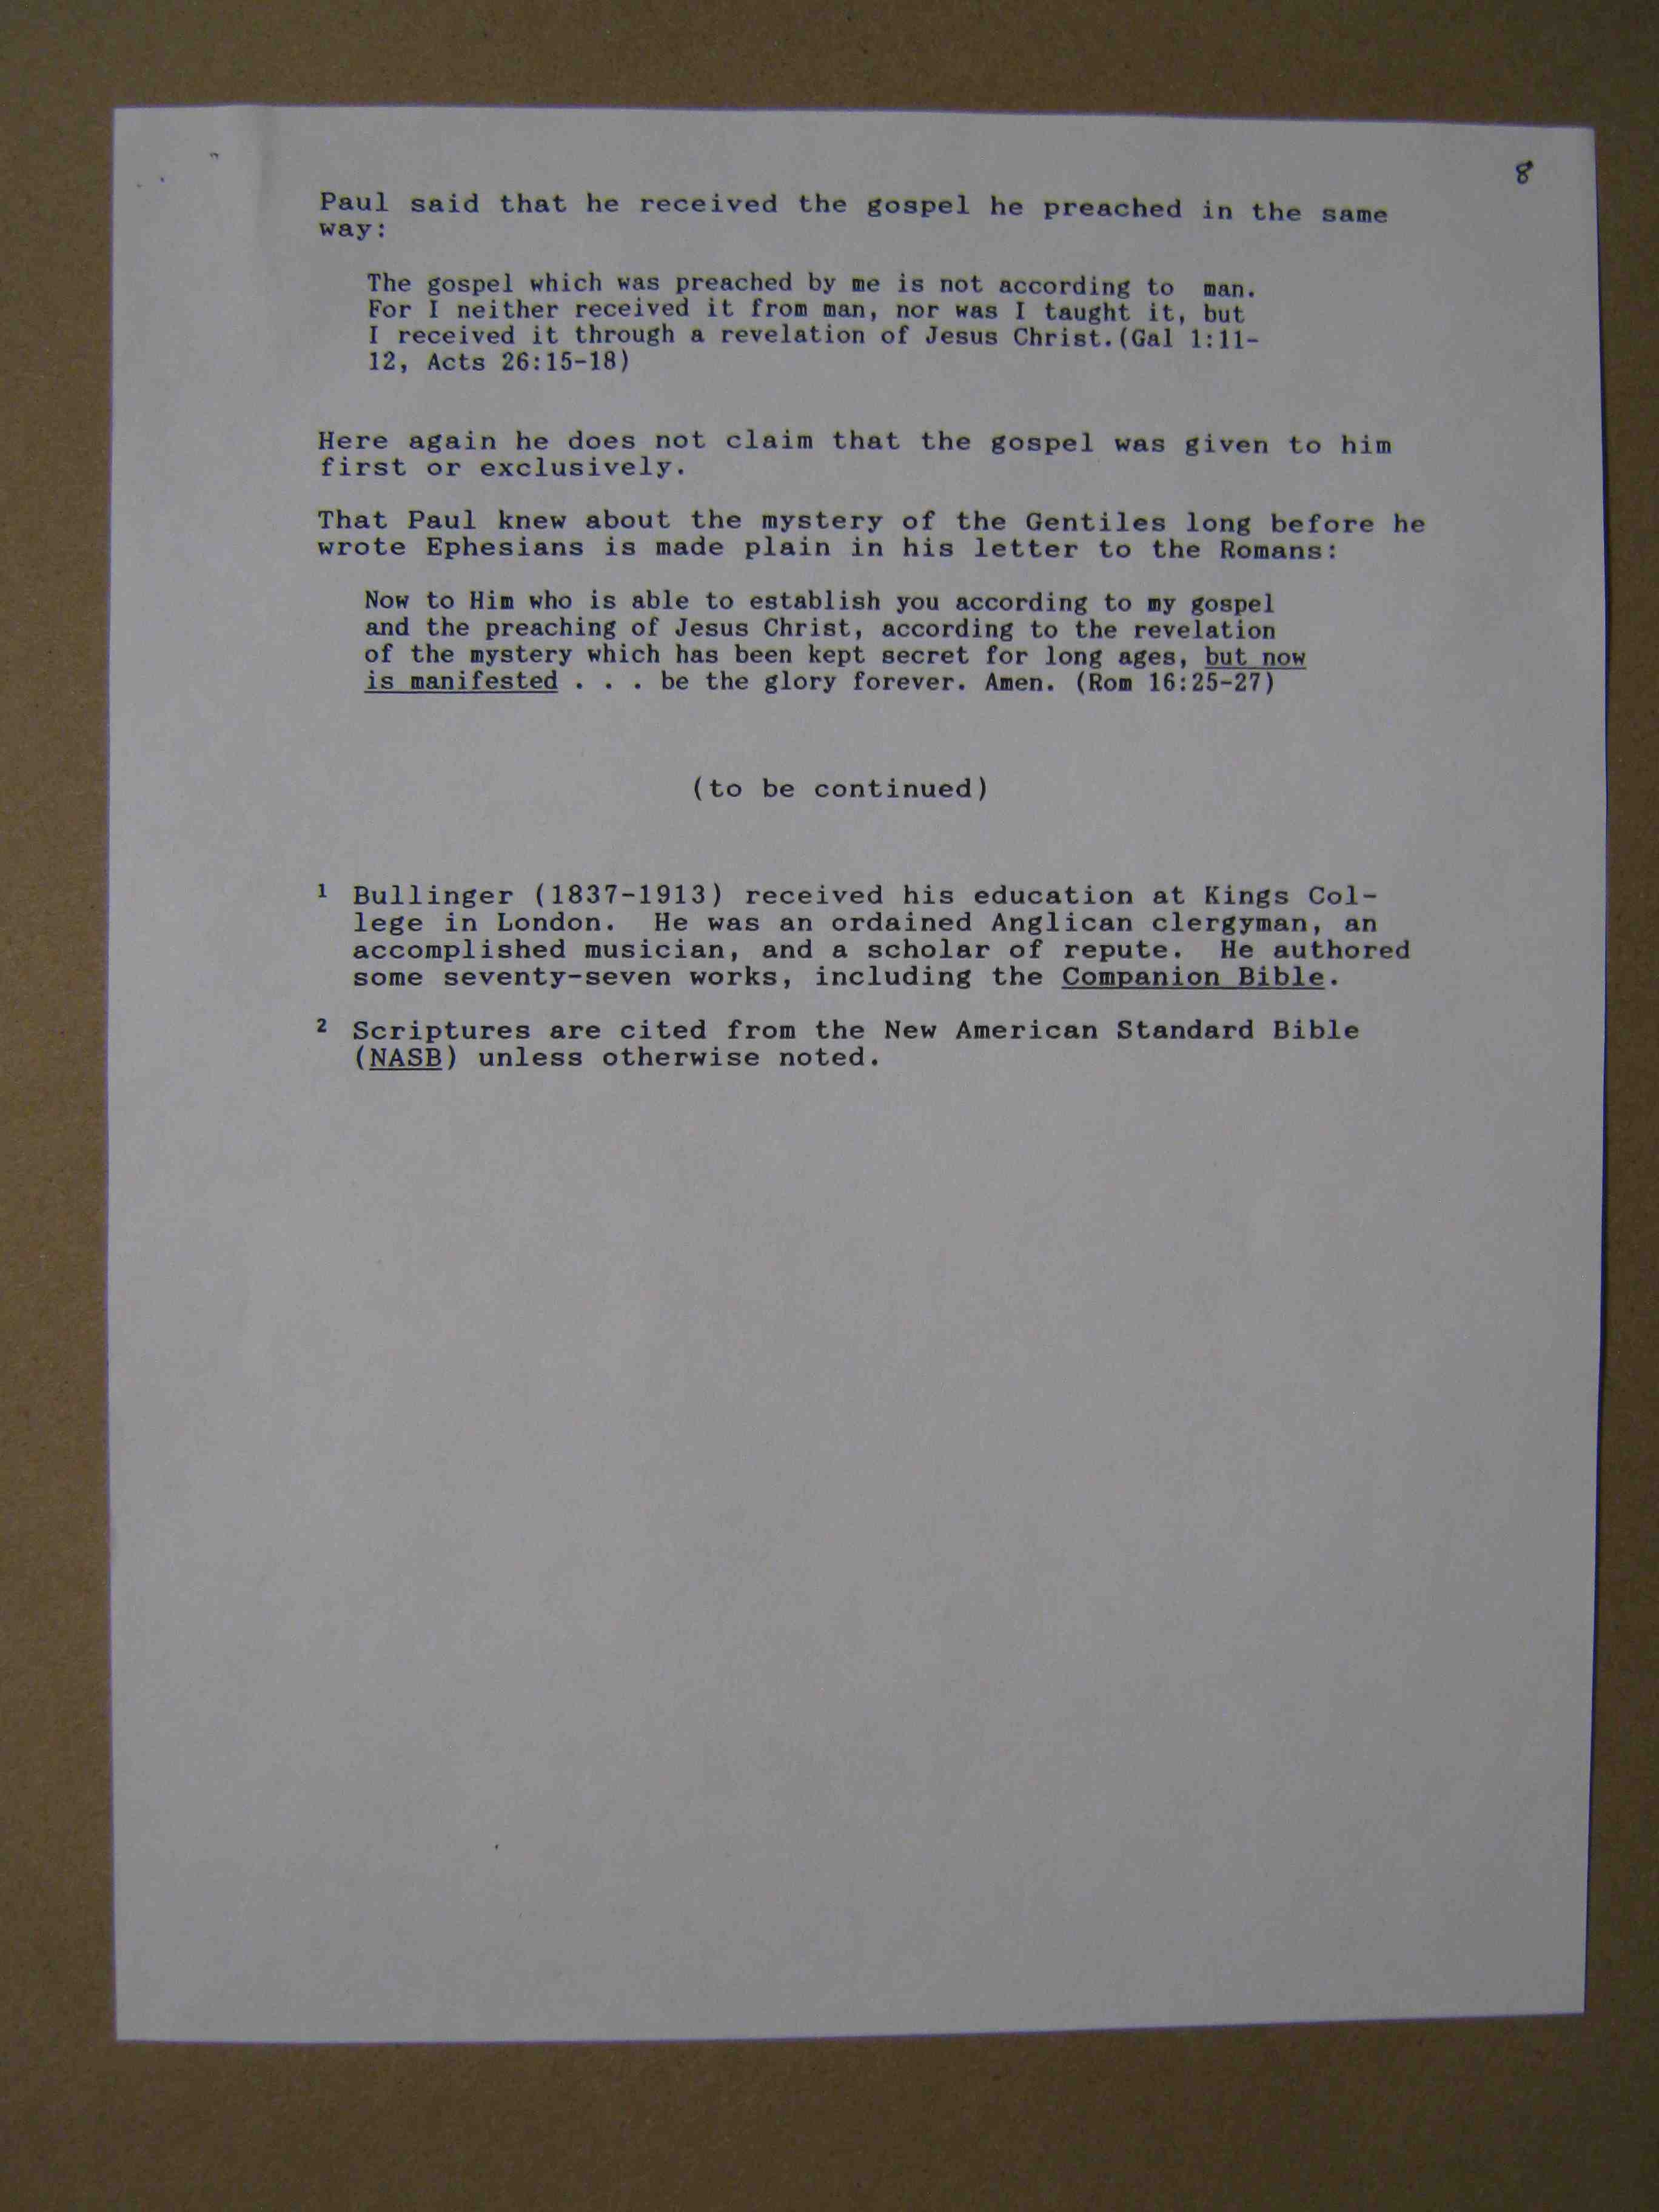 8
Paul said that he received the gospel he preached in the same
way:
The gospel which was preached by me is not according to  man.
For I neither received it from man, nor was I taught it, but
I received it through a revelation of Jesus Christ.(Gal 1:11-
12, Acts 26:15-18)
Here again he does not claim that the gospel was given to him
first or exclusively.
That Paul knew about the mystery of the Gentiles long before he
wrote Ephesians is made plain in his letter to the Romans:
Now to Him who is able to establish you according to my gospel
and the preaching of Jesus Christ, according to the revelation
of the mystery which has been kept secret for long ages, but now
is manifested . . . be the glory forever. Amen. (Rom 16:25-27)
(to be continued)
1 Bullinger (1837-1913) received his education at Kings Col-
lege in London.  He was an ordained Anglican clergyman, an
accomplished musician, and a scholar of repute.  He authored
some seventy-seven works, including the Companion Bible.
2 Scriptures are cited from the New American Standard Bible
(NASB) unless otherwise noted.